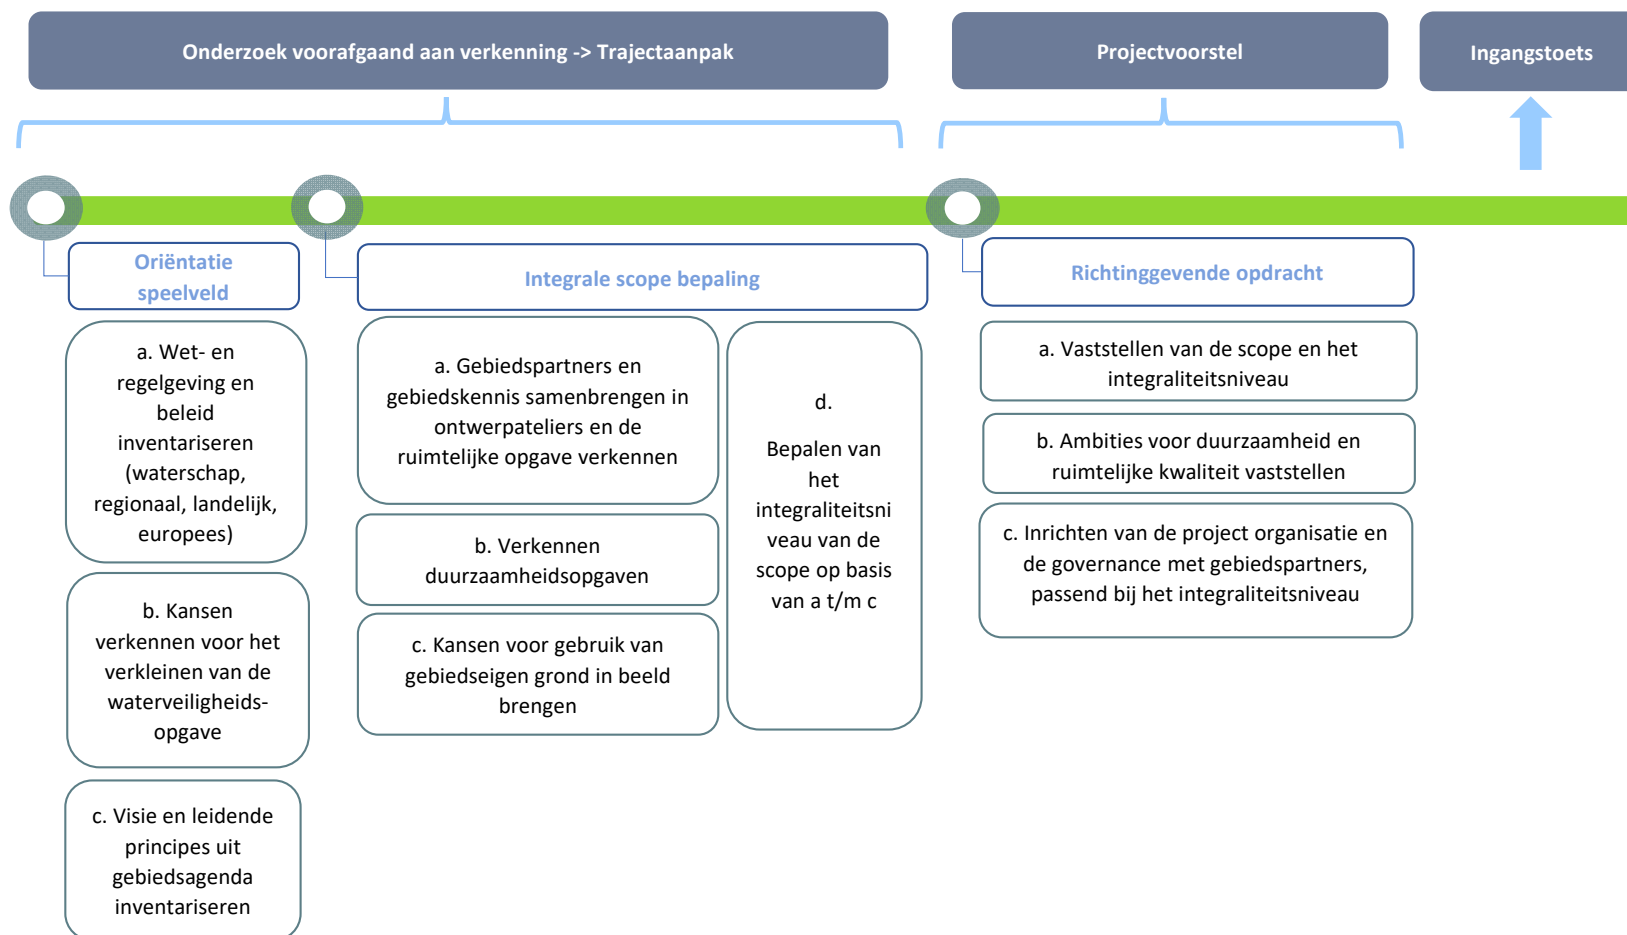 Onderzoek voorafgaand aan verkenning -> Trajectaanpak
Projectvoorstel
Ingangstoets
Oriëntatie
speelveld
a. Wet- en
regelgeving en
beleid
inventariseren
(waterschap,
regionaal, landelijk,
europees)
b. Kansen
verkennen voor het
verkleinen van de
waterveiligheids-
opgave
c. Visie en leidende
principes uit
gebiedsagenda
inventariseren
Integrale scope bepaling
a. Gebiedspartners en
gebiedskennis samenbrengen in
ontwerpateliers en de
ruimtelijke opgave verkennen
b. Verkennen
duurzaamheidsopgaven
c. Kansen voor gebruik van
gebiedseigen grond in beeld
brengen
d.
Bepalen van
het
integraliteitsni
veau van de
scope op basis
van a t/m c
Richtinggevende opdracht
a. Vaststellen van de scope en het
integraliteitsniveau
b. Ambities voor duurzaamheid en
ruimtelijke kwaliteit vaststellen
c. Inrichten van de project organisatie en
de governance met gebiedspartners,
passend bij het integraliteitsniveau